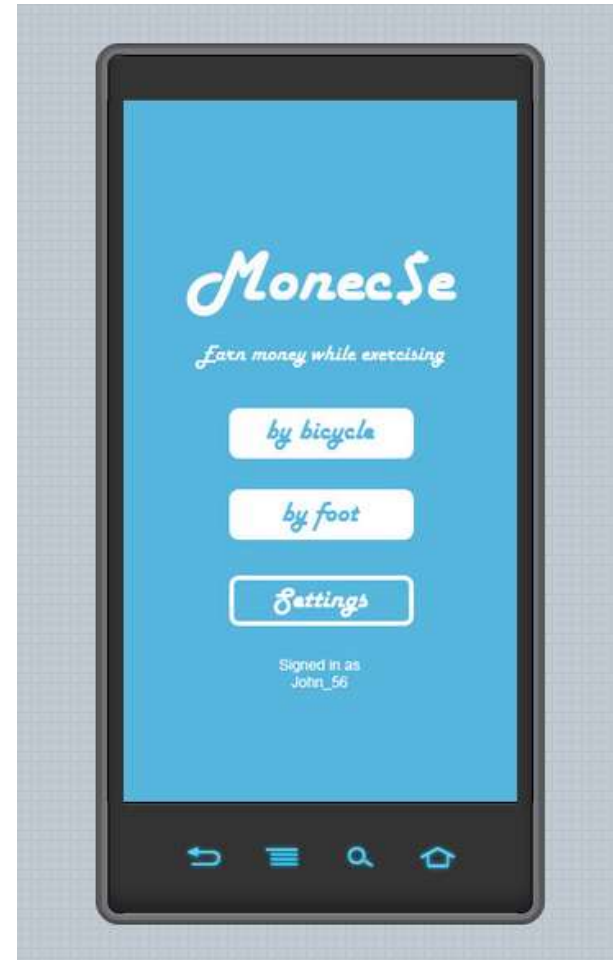 Monec$e
Earn money while exercising
by bicycle
by foot
Settings
Signed in as
John_56